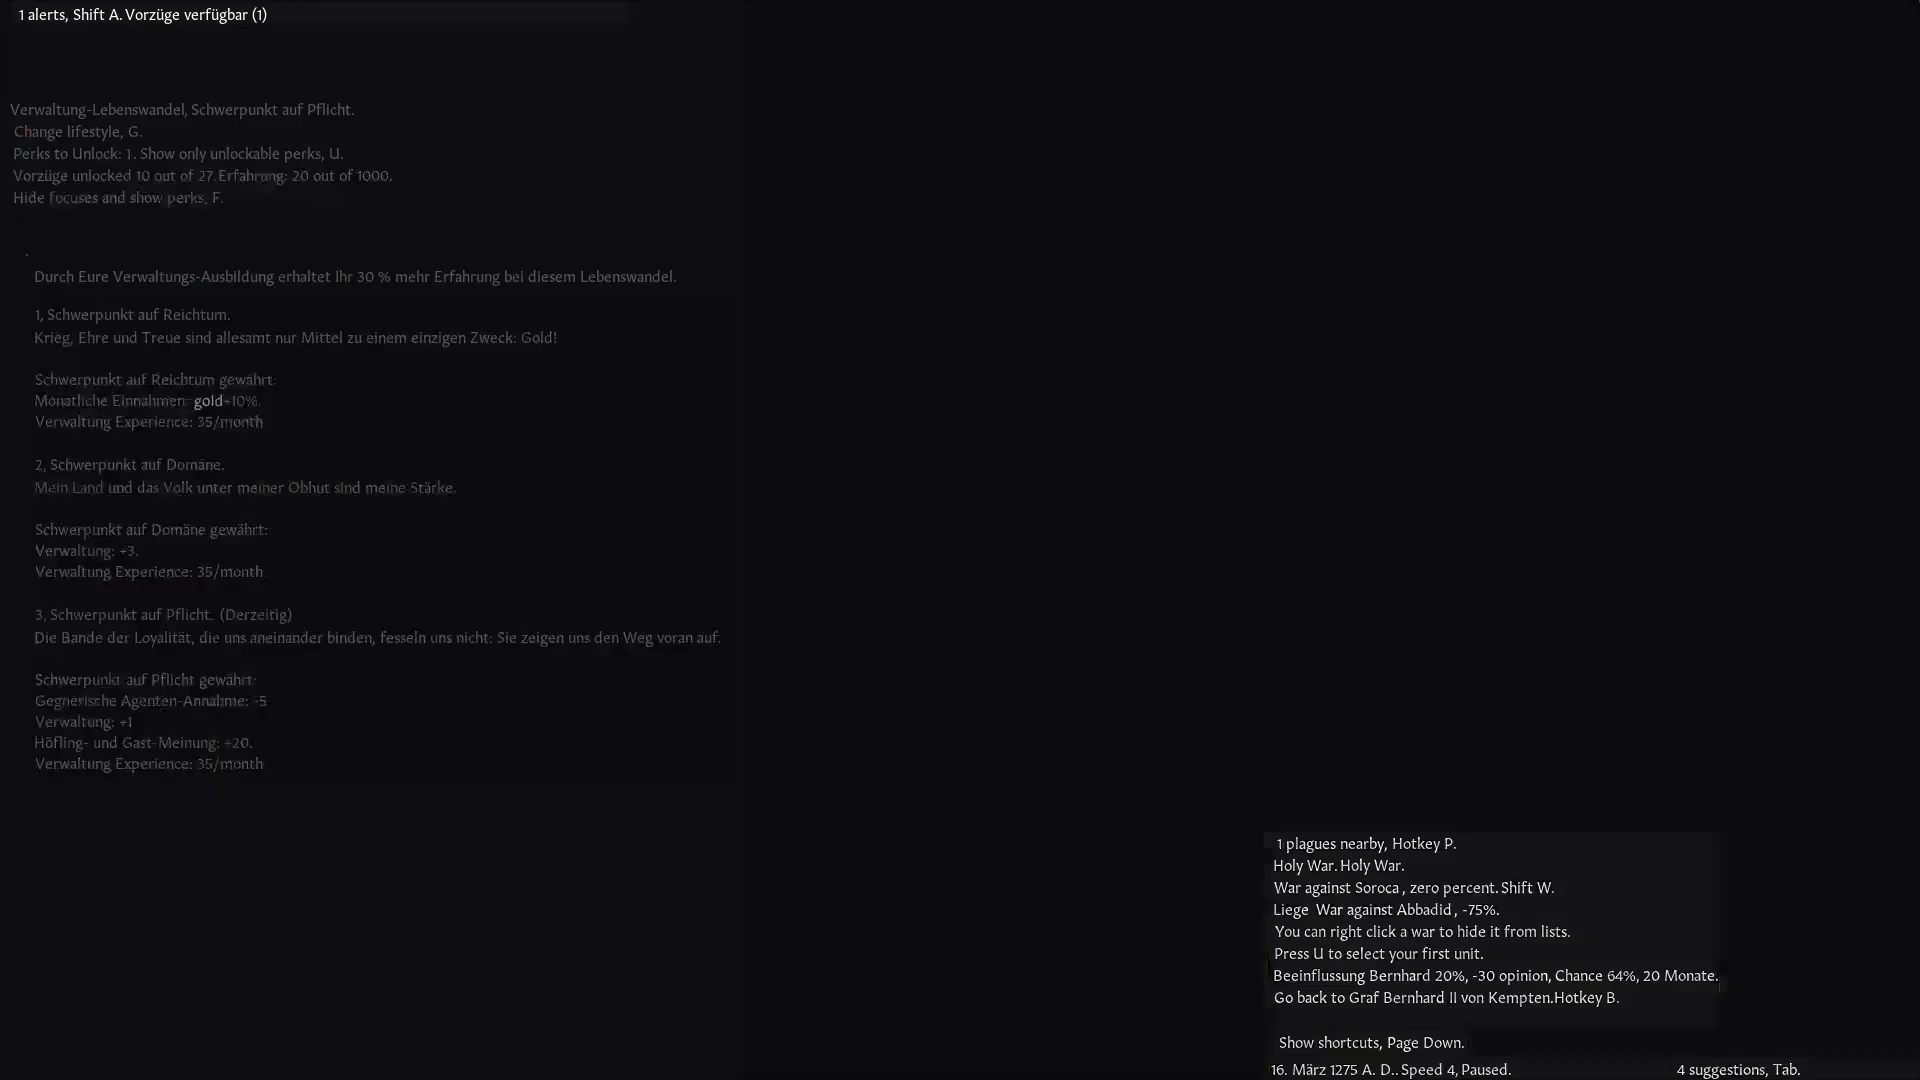 1 alerts, Shift A. Vorzüge verfügbar (1)
Verwaltung-Lebenswandel, Schwerpunkt auf Pflicht.
Change lifestyle, G.
Perks to Unlock: 1. Show only unlockable perks, U.
Vorzüge unlocked 10 out of 27. Erfahrung: 20 out of 1000.
Hide focuses and show perks, F.
.
Durch Eure Verwaltungs-Ausbildung erhaltet Ihr 30 % mehr Erfahrung bei diesem Lebenswandel.
1, Schwerpunkt auf Reichtum.
Krieg, Ehre und Treue sind allesamt nur Mittel zu einem einzigen Zweck: Gold!
Schwerpunkt auf Reichtum gewährt:
Monatliche Einnahmen: gold+10%.
Verwaltung Experience: 35/month
2, Schwerpunkt auf Domäne.
Mein Land und das Volk unter meiner Obhut sind meine Stärke.
Schwerpunkt auf Domäne gewährt:
Verwaltung: +3.
Verwaltung Experience: 35/month
3, Schwerpunkt auf Pflicht. (Derzeitig)
Die Bande der Loyalität, die uns aneinander binden, fesseln uns nicht: Sie zeigen uns den Weg voran auf.
Schwerpunkt auf Pflicht gewährt:
Gegnerische Agenten-Annahme: -5
Verwaltung: +1
Höfling- und Gast-Meinung: +20.
Verwaltung Experience: 35/month
1 plagues nearby, Hotkey P.
Holy War. Holy War.
War against Soroca , zero percent. Shift W.
Liege  War against Abbadid , -75%.
You can right click a war to hide it from lists.
Press U to select your first unit.
Beeinflussung Bernhard 20%, -30 opinion, Chance 64%, 20 Monate.
Go back to Graf Bernhard II von Kempten.Hotkey B.
Show shortcuts, Page Down.
16. März 1275 A. D.. Speed 4, Paused.
4 suggestions, Tab.